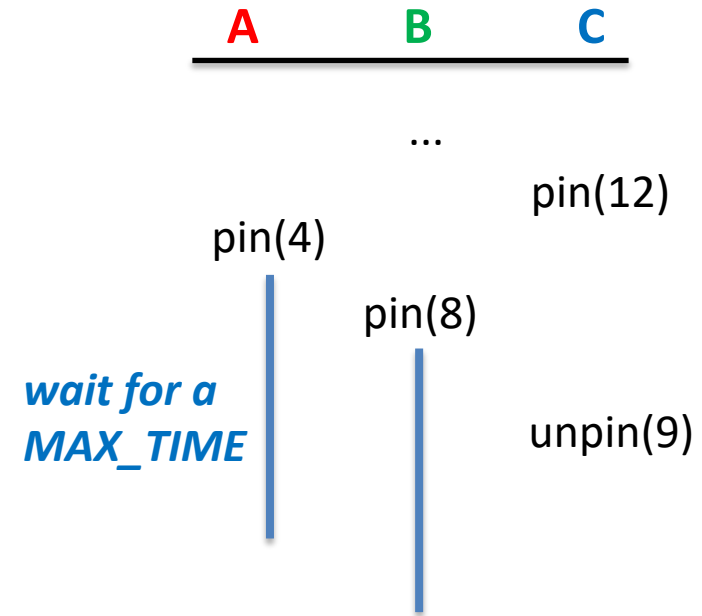 A B C
...
pin(12)
pin(4)
pin(8)
wait for a
MAX_TIME
unpin(9)